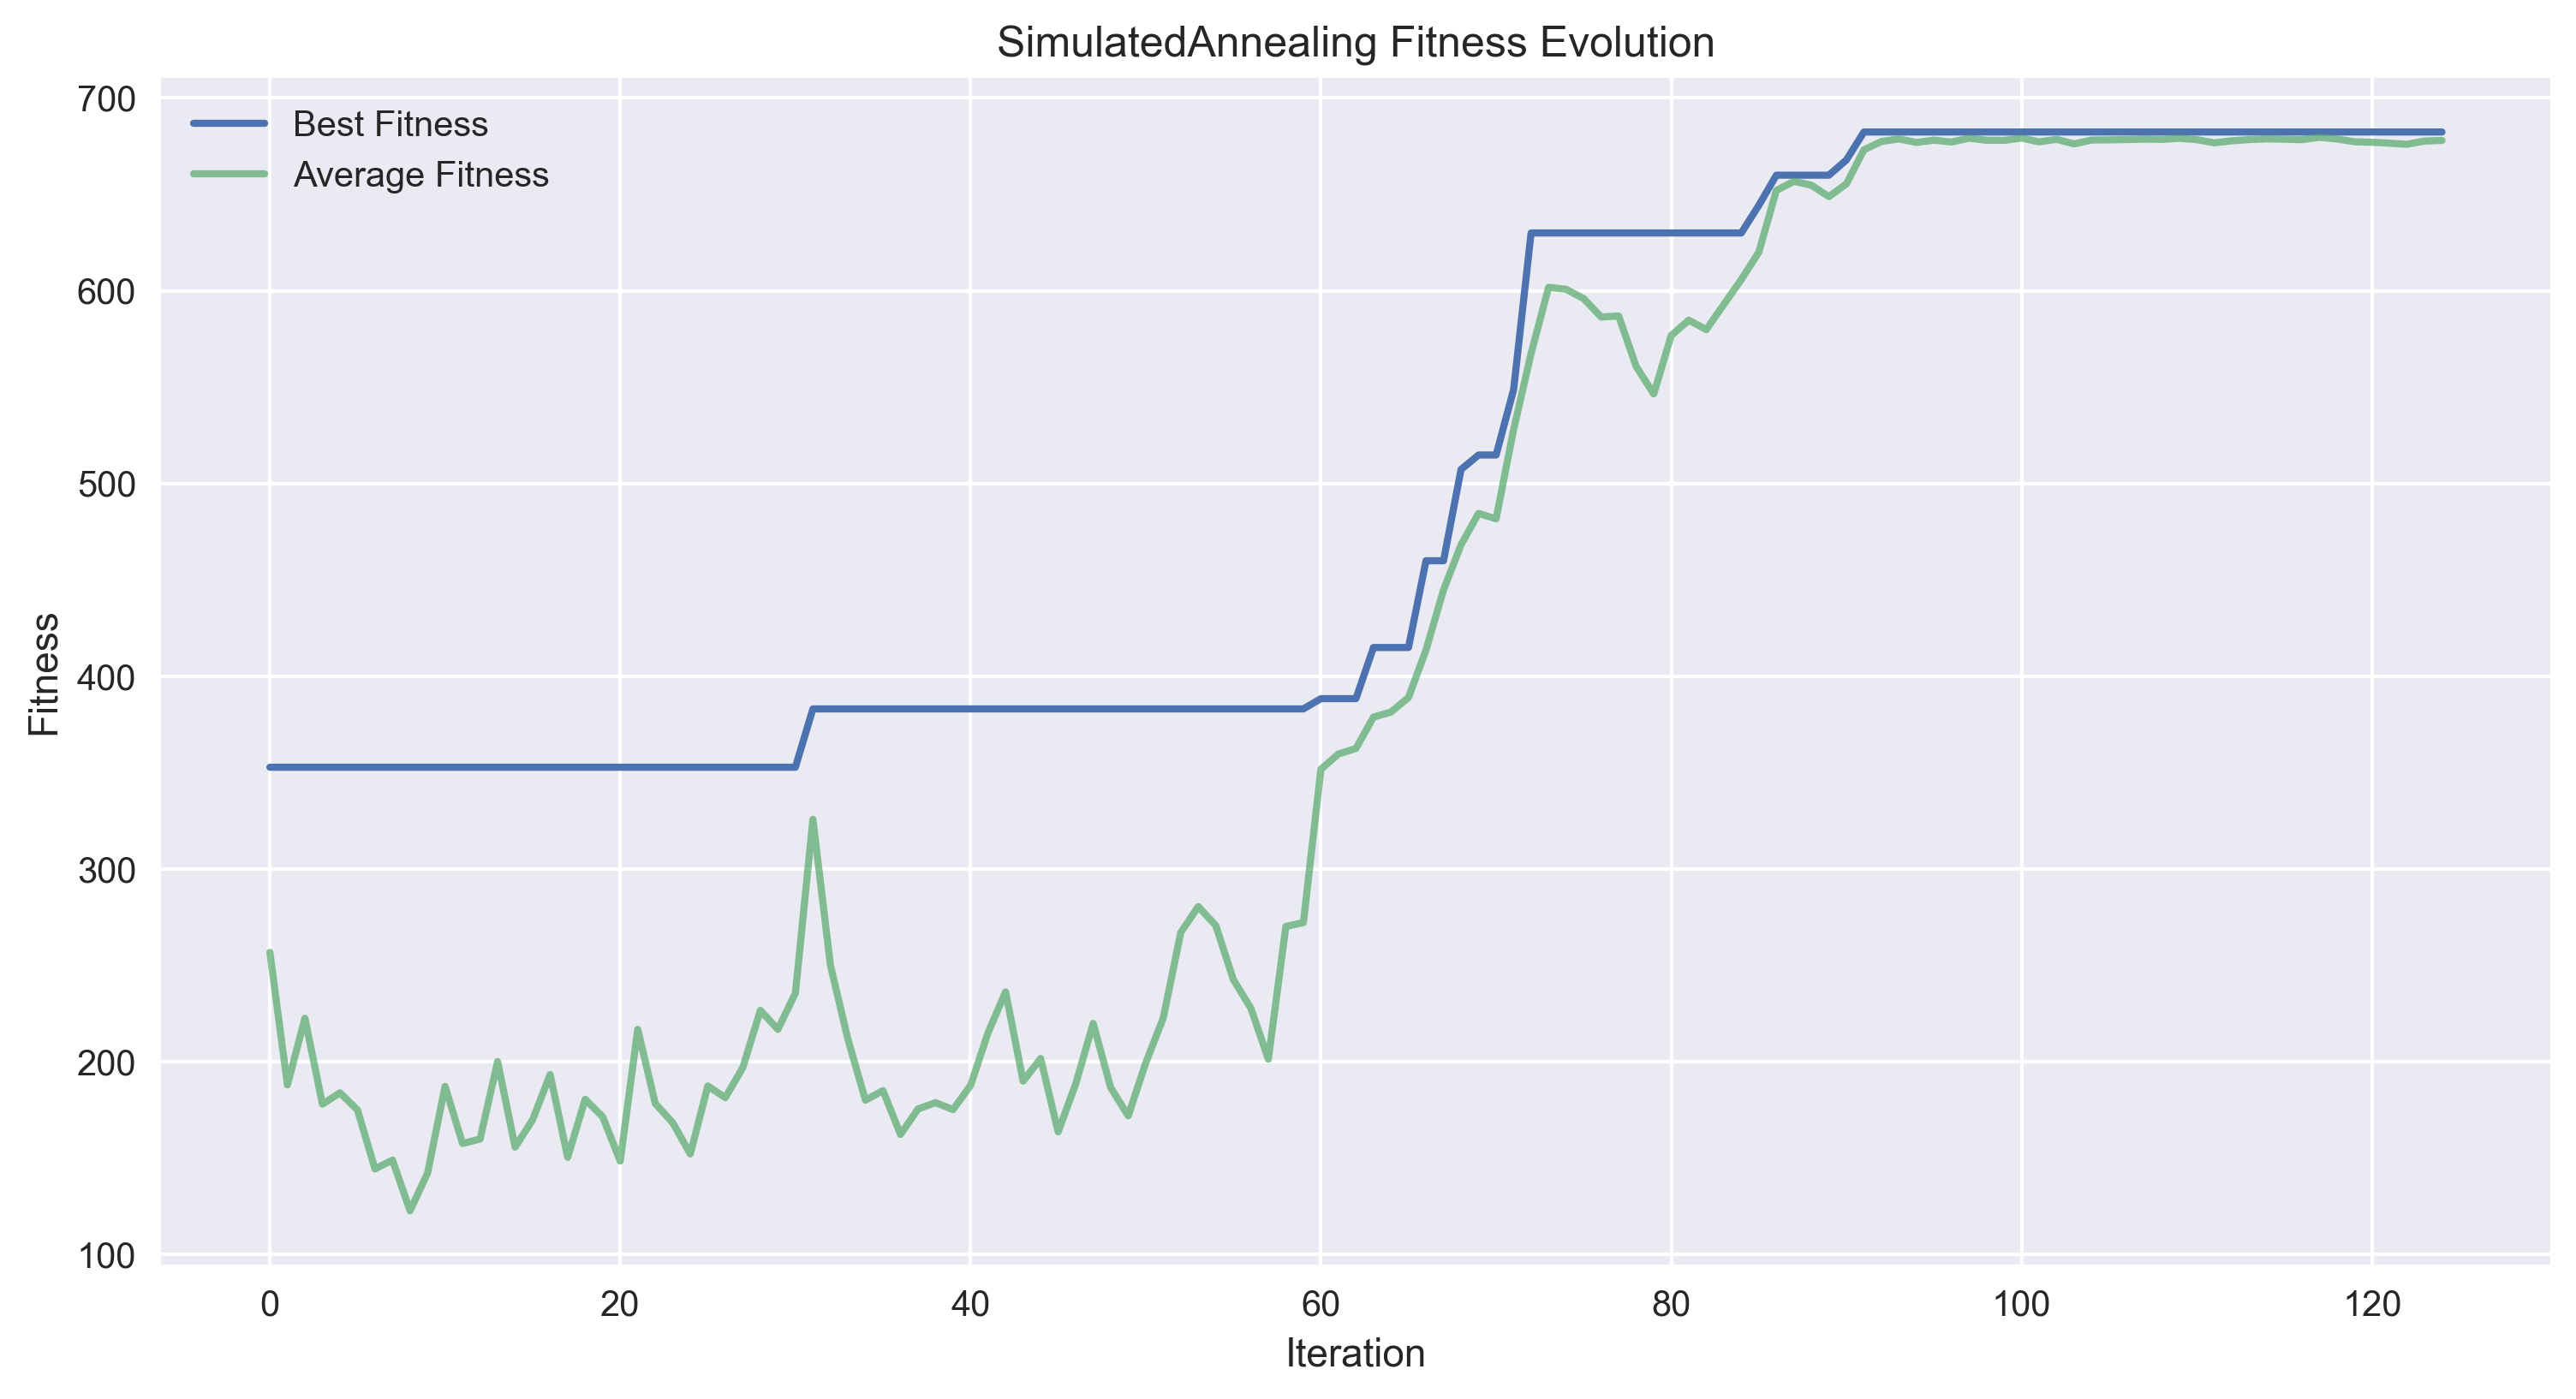 SimulatedAnnealing Fitness Evolution
700
600
500
400
300
200
100
Best Fitness
Average Fitness
Fitness
0 20 40 60 80 100 120
Iteration